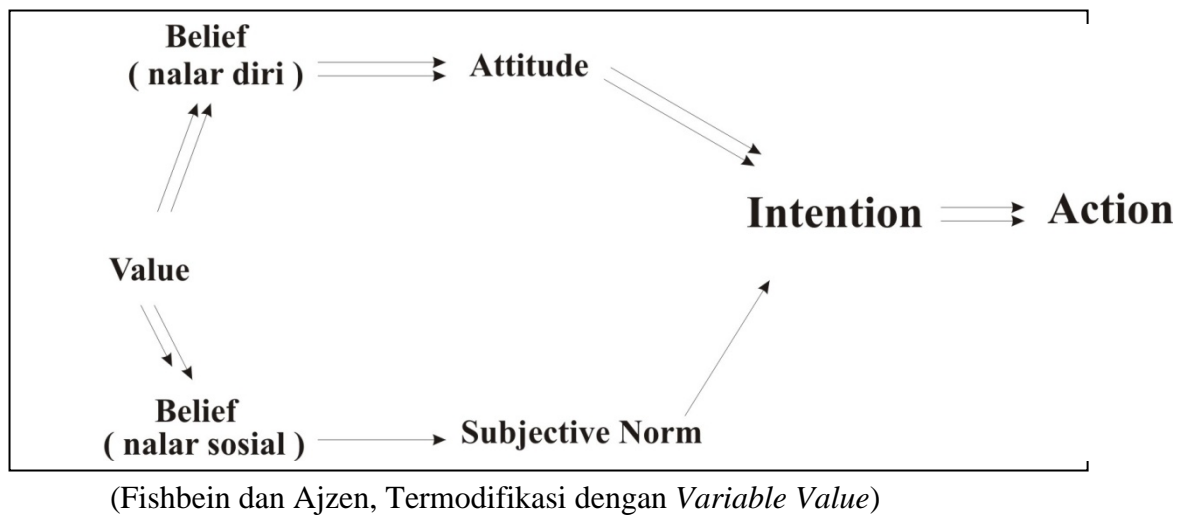 Belief
( nalar diri )
Attitude
Intention
Action
Value
Belief
( nalar sosial )
Subjective Norm
(Fishbein dan Ajzen, Termodifikasi dengan Variable Value)